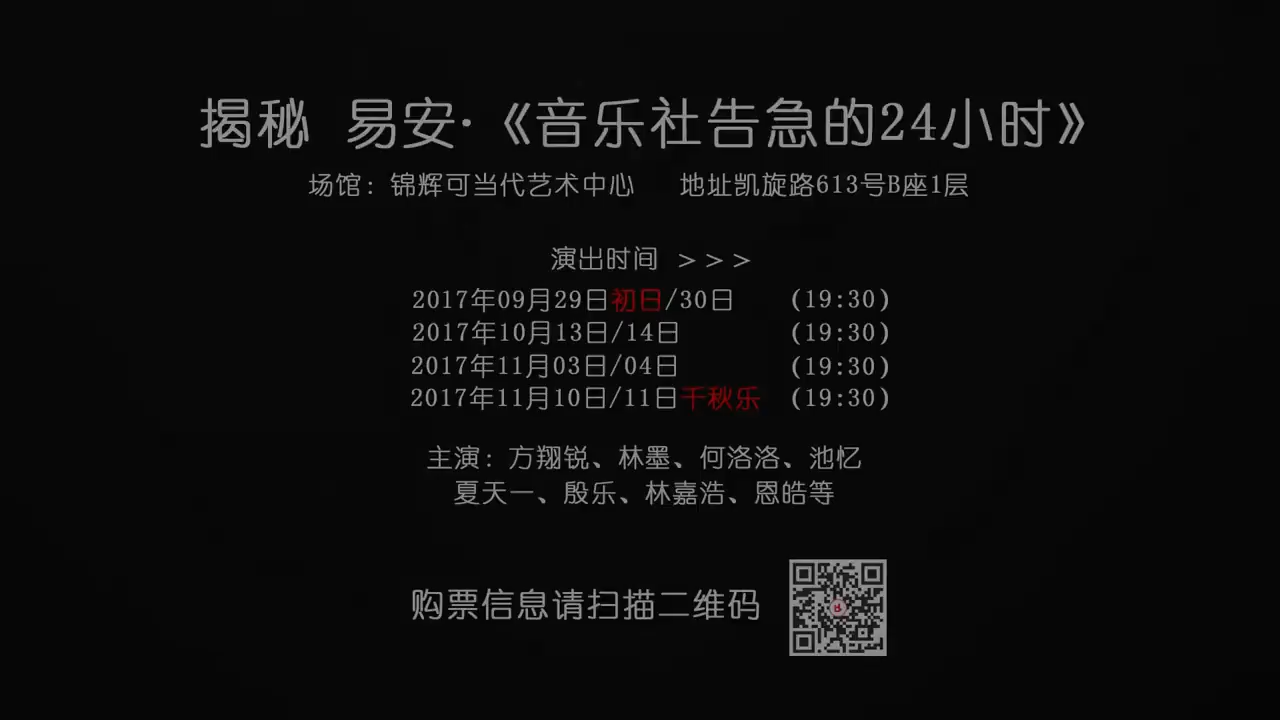 揭秘 易安·《音乐社告急的24小时》
场馆：锦辉可当代艺术中心 地址凯旋路613号B座1层
演出时间 >>>
2017年09月29日初日/30日 (19:30)
2017年10月13日/14日 (19:30)
2017年11月03日/04日 (19:30)
2017年11月10日/11日千秋乐 (19:30)
主演：方翔锐、林墨、何洛洛、池忆
夏天一、殷乐、林嘉浩、恩皓等
购票信息请扫描二维码